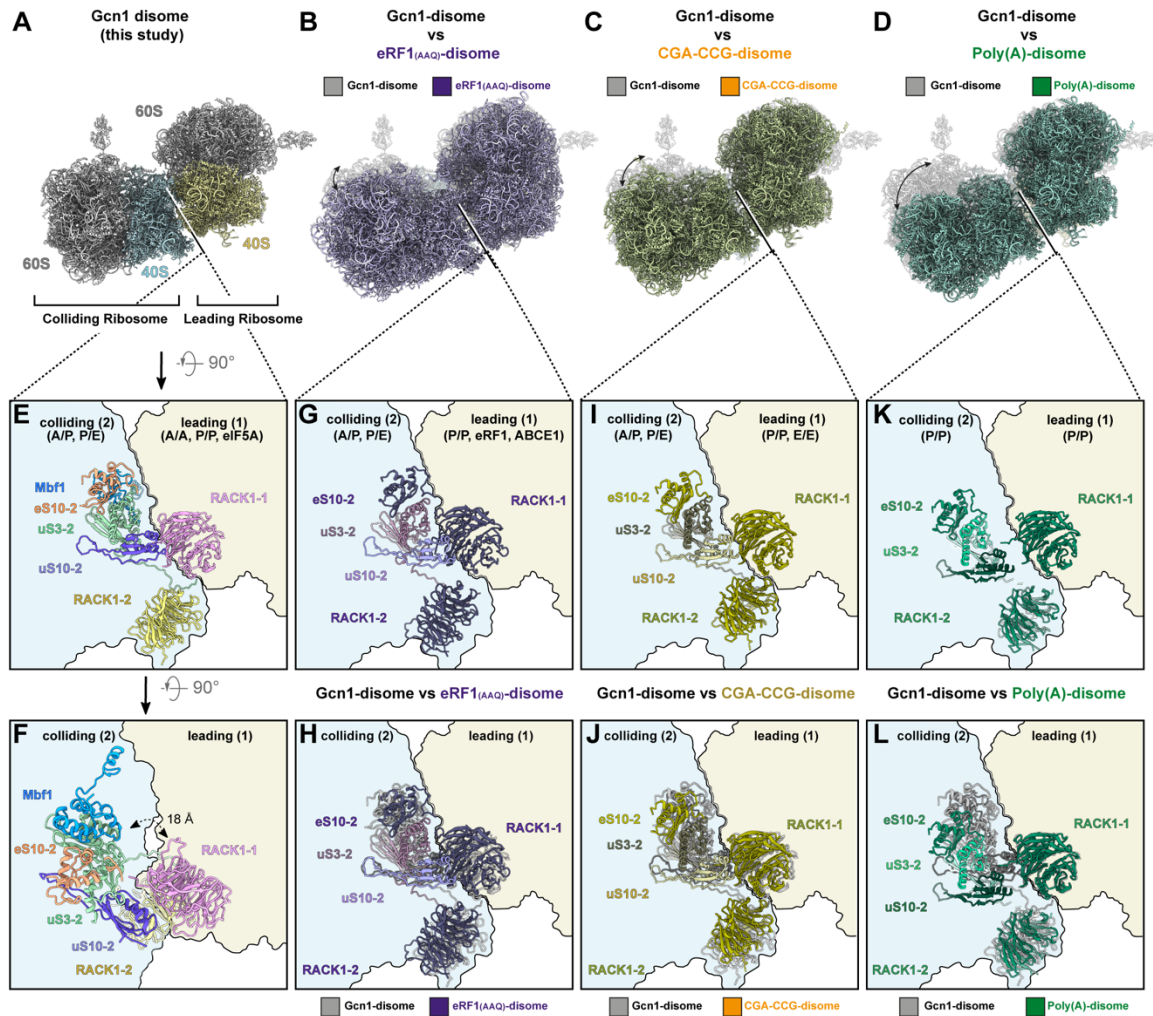 A
Gcn1 disome
(this study)
60S
60S
40S
40S
Colliding Ribosome
Leading Ribosome
90°
B
Gcn1-disome
vs
eRF1(AAQ)-disome
Gcn1-disome
eRF1(AAQ)-disome
C
Gcn1-disome
vs
CGA-CCG-disome
Gcn1-disome
CGA-CCG-disome
D
Gcn1-disome
vs
Poly(A)-disome
Gcn1-disome
Poly(A)-disome
E
colliding (2)
(A/P, P/E)
leading (1)
(A/A, P/P, eIF5A)
Mbf1
eS10-2
uS3-2
uS10-2
RACK1-1
RACK1-2
90°
G
colliding (2)
(A/P, P/E)
leading (1)
(P/P, eRF1, ABCE1)
eS10-2
uS3-2
uS10-2
RACK1-1
RACK1-2
I
colliding (2)
(A/P, P/E)
leading (1)
(P/P, E/E)
eS10-2
uS3-2
uS10-2
RACK1-1
RACK1-2
K
colliding (2)
(P/P)
leading (1)
(P/P)
eS10-2
uS3-2
uS10-2
RACK1-1
RACK1-2
F
colliding (2)
leading (1)
Mbf1
18 Å
eS10-2
RACK1-1
uS3-2
uS10-2
RACK1-2
Gcn1-disome vs eRF1(AAQ)-disome
H
colliding (2)
leading (1)
eS10-2
uS3-2
uS10-2
RACK1-1
RACK1-2
Gcn1-disome
eRF1(AAQ)-disome
Gcn1-disome vs CGA-CCG-disome
J
colliding (2)
leading (1)
eS10-2
uS3-2
uS10-2
RACK1-1
RACK1-2
Gcn1-disome
CGA-CCG-disome
Gcn1-disome vs Poly(A)-disome
L
colliding (2)
leading (1)
eS10-2
uS3-2
uS10-2
RACK1-1
RACK1-2
Gcn1-disome
Poly(A)-disome